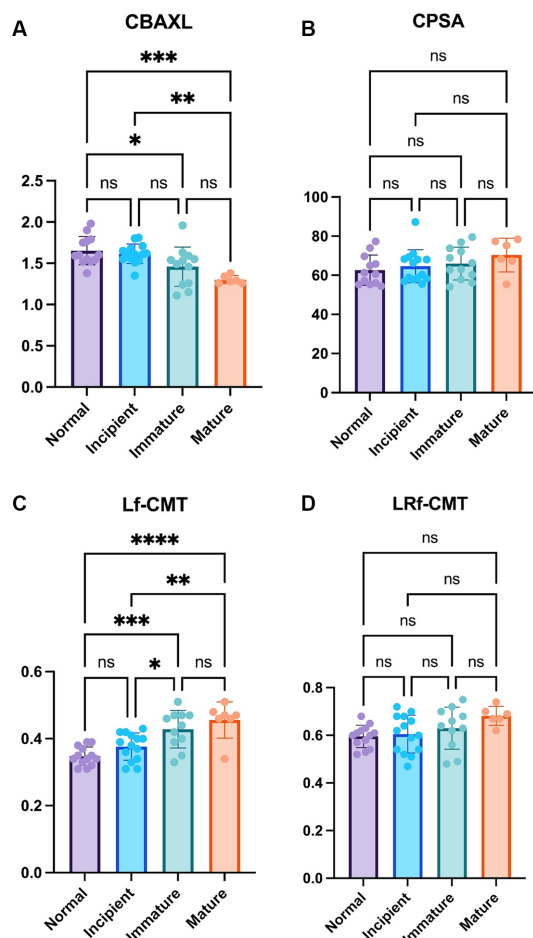 A
CBAXL
***
**
*
ns ns ns
2.5
2.0
1.5
1.0
0.5
0.0
Normal
Incipient
Immature
Mature
B
CPSA
ns
ns
ns
ns ns ns
100
80
60
40
20
0
Normal
Incipient
Immature
Mature
C
Lf-CMT
****
**
***
ns * ns
0.6
0.4
0.2
0.0
Normal
Incipient
Immature
Mature
D
LRf-CMT
ns
ns
ns
ns ns ns
0.8
0.6
0.4
0.2
0.0
Normal
Incipient
Immature
Mature